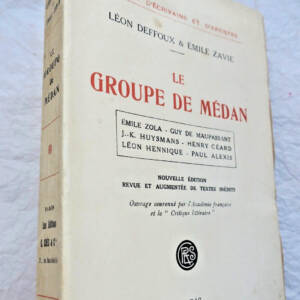 D'ÉCRIVAINS ET D'ARTISTES
LÉON DEFFOUX & ÉMILE ZAVIE
LE
GROUPE DE MÉDAN
ÉMILE ZOLA - GUY DE MAUPASSANT
J.-K. HUYSMANS - HENRY CÉARD
LÉON HENNIQUE - PAUL ALEXIS
NOUVELLE ÉDITION
REVUE ET AUGMENTÉE DE TEXTES INÉDITS
Ouvrage couronné par l'Académie française
et la " Critique littéraire "
LE
GROUPE
DE
MÉDAN